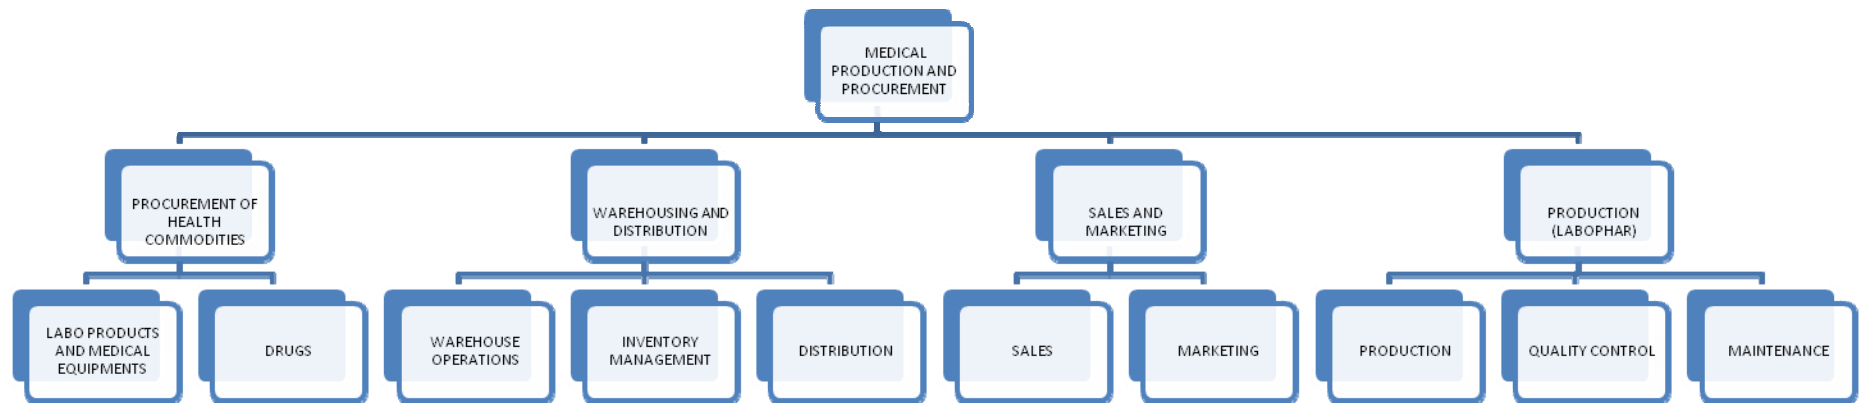 MEDICAL
PRODUCTION AND
PROCUREMENT
PROCUREMENT OF
HEALTH
COMMODITIES
WAREHOUSING AND
DISTRIBUTION
SALES AND
MARKETING
PRODUCTION
(LABOPHAR)
LABO PRODUCTS
AND MEDICAL
EQUIPMENTS
DRUGS
WAREHOUSE
OPERATIONS
INVENTORY
MANAGEMENT
DISTRIBUTION
SALES
MARKETING
PRODUCTION
QUALITY CONTROL
MAINTENANCE